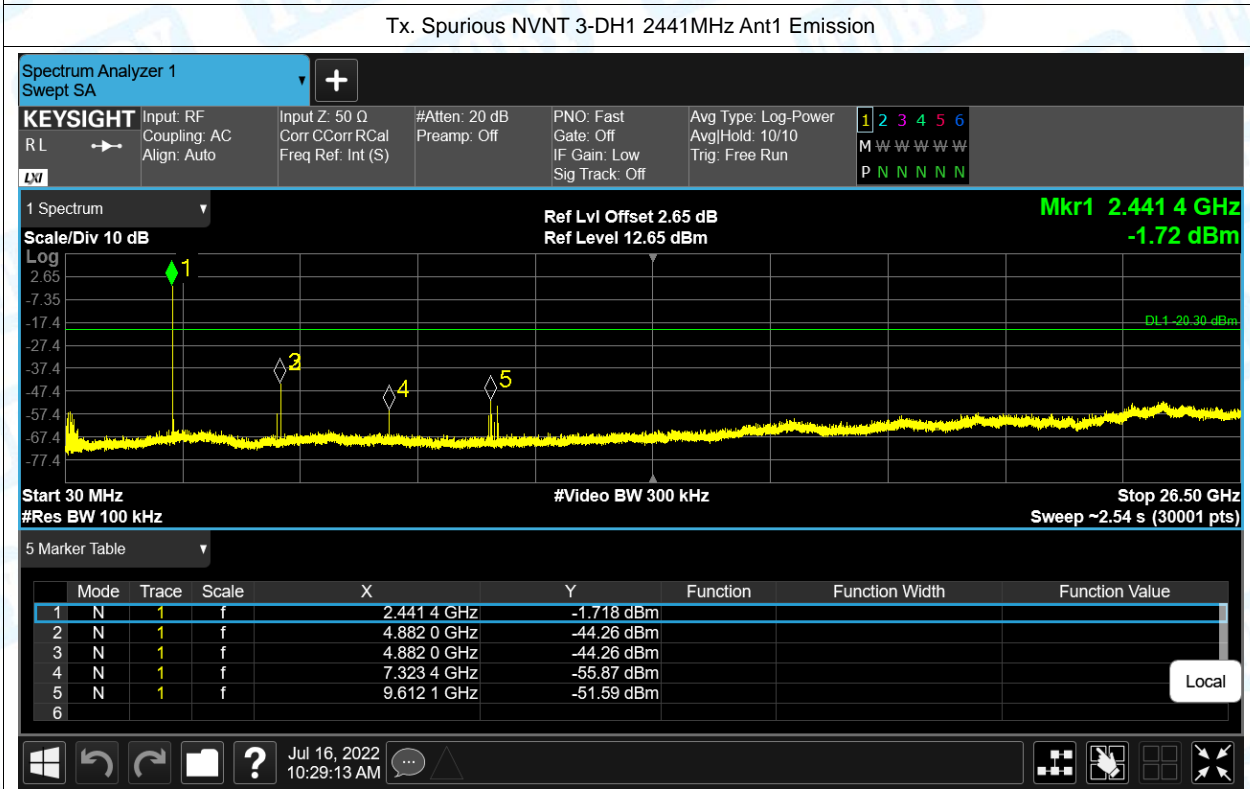 Tx. Spurious NVNT 3-DH1 2441MHz Ant1 Emission
Spectrum Analyzer 1
Swept SA
KEYSIGHT
RL
LXI
Input: RF
Coupling: AC
Align: Auto
Input Z: 50 Ω
Corr CCorr RCal
Freq Ref: Int (S)
#Atten: 20 dB
Preamp: Off
PNO: Fast
Gate: Off
IF Gain: Low
Sig Track: Off
Avg Type: Log-Power
Avg|Hold: 10/10
Trig: Free Run
1 2 3 4 5 6
M W W W W W
P N N N N N
1 Spectrum
Scale/Div 10 dB
Ref Lvl Offset 2.65 dB
Ref Level 12.65 dBm
Mkr1 2.441 4 GHz
-1.72 dBm
Log
2.65
-7.35
-17.4
-27.4
-37.4
-47.4
-57.4
-67.4
-77.4
1
4
5
DL1 -20.30 dBm
Start 30 MHz
#Res BW 100 kHz
#Video BW 300 kHz
Stop 26.50 GHz
Sweep ~2.54 s (30001 pts)
5 Marker Table
Mode Trace Scale X Y Function Function Width Function Value
1 N 1 f 2.441 4 GHz -1.718 dBm
2 N 1 f 4.882 0 GHz -44.26 dBm
3 N 1 f 4.882 0 GHz -44.26 dBm
4 N 1 f 7.323 4 GHz -55.87 dBm
5 N 1 f 9.612 1 GHz -51.59 dBm
6
Local
?
Jul 16, 2022
10:29:13 AM